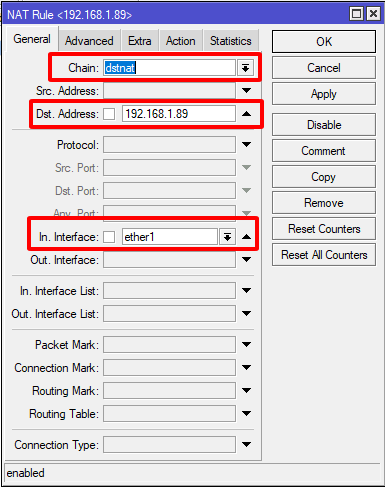 NAT Rule <192.168.1.89>
General Advanced Extra Action Statistics
Chain: dstnat
Src. Address:
Dst. Address: 192.168.1.89
Protocol:
Src. Port:
Dst. Port:
Any. Port:
In. Interface: ether1
Out. Interface:
In. Interface List:
Out. Interface List:
Packet Mark:
Connection Mark:
Routing Mark:
Routing Table:
Connection Type:
OK
Cancel
Apply
Disable
Comment
Copy
Remove
Reset Counters
Reset All Counters
enabled